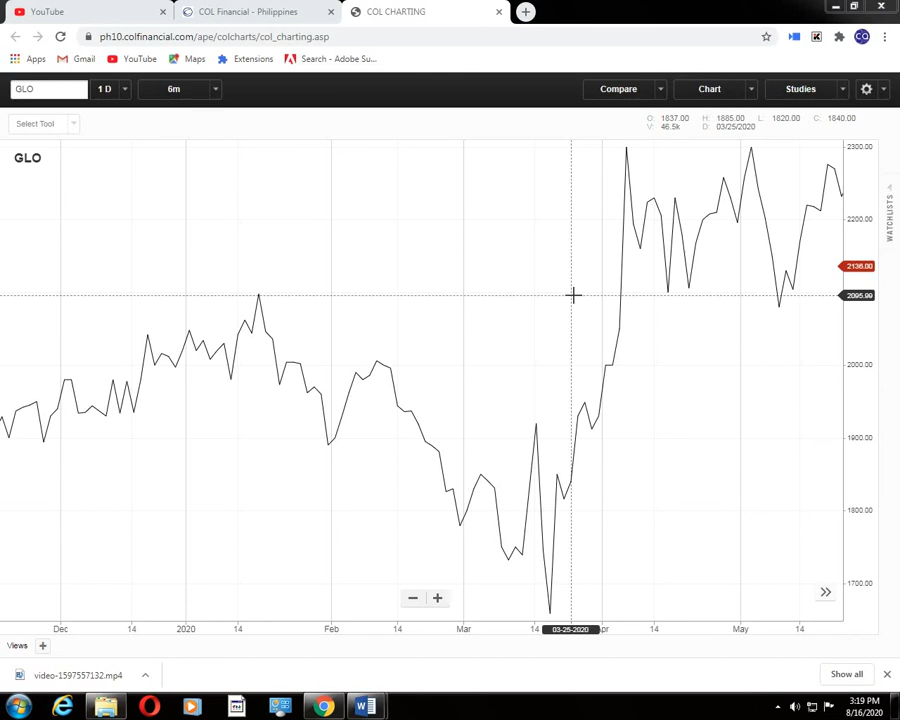 YouTube
COL Financial - Philippines
COL CHARTING
ph10.colfinancial.com/ape/colcharts/col_charting.asp
Apps
Gmail
YouTube
Maps
Extensions
Search - Adobe Su...
GLO
1 D
6m
Compare
Chart
Studies
Select Tool
O: 1837.00 H: 1885.00 L: 1820.00 C: 1840.00
V: 46.5k D: 03/25/2020
GLO
2300.00
2200.00
WATCHLISTS
2136.00
2095.99
2000.00
1900.00
1800.00
1700.00
Dec 14 2020 14 Feb 14 Mar 14 03-25-2020 pr 14 May 14
Views
video-1597557132.mp4
Show all
3:19 PM
8/16/2020